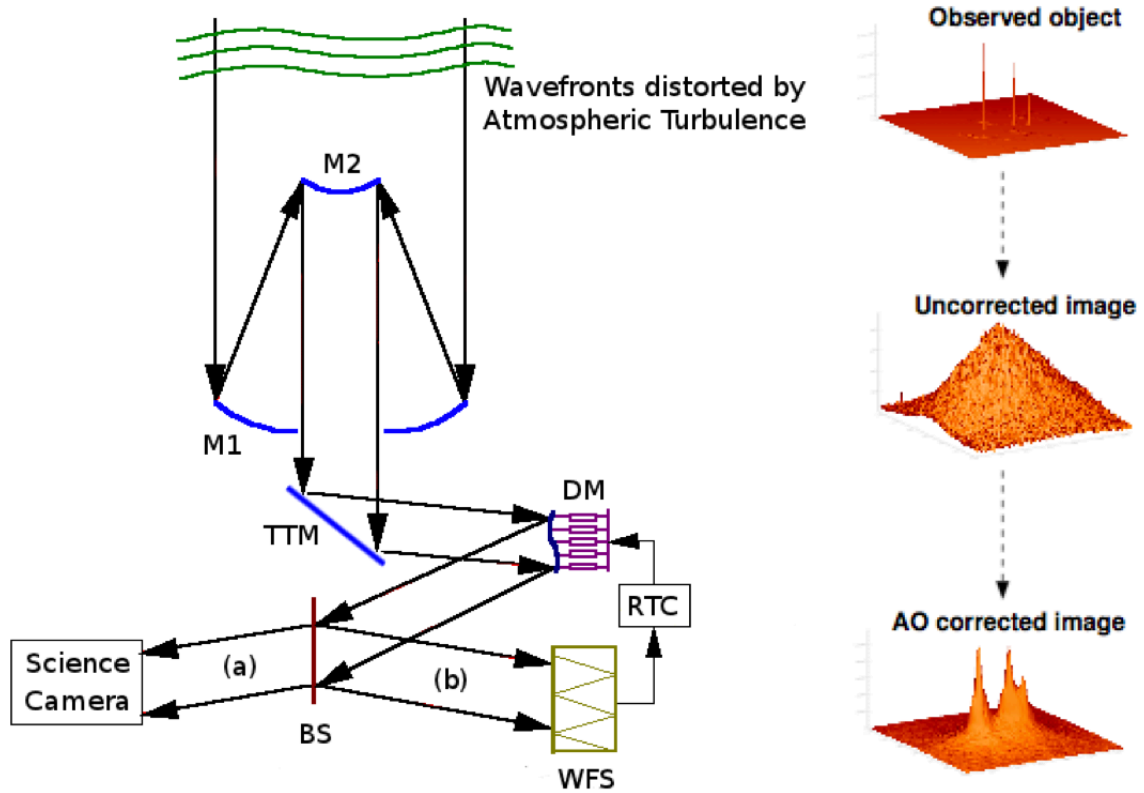 Observed object
Wavefronts distorted by
Atmospheric Turbulence
M2
Uncorrected image
M1
DM
TTM
RTC
AO corrected image
Science
Camera
(a)
(b)
BS
WFS